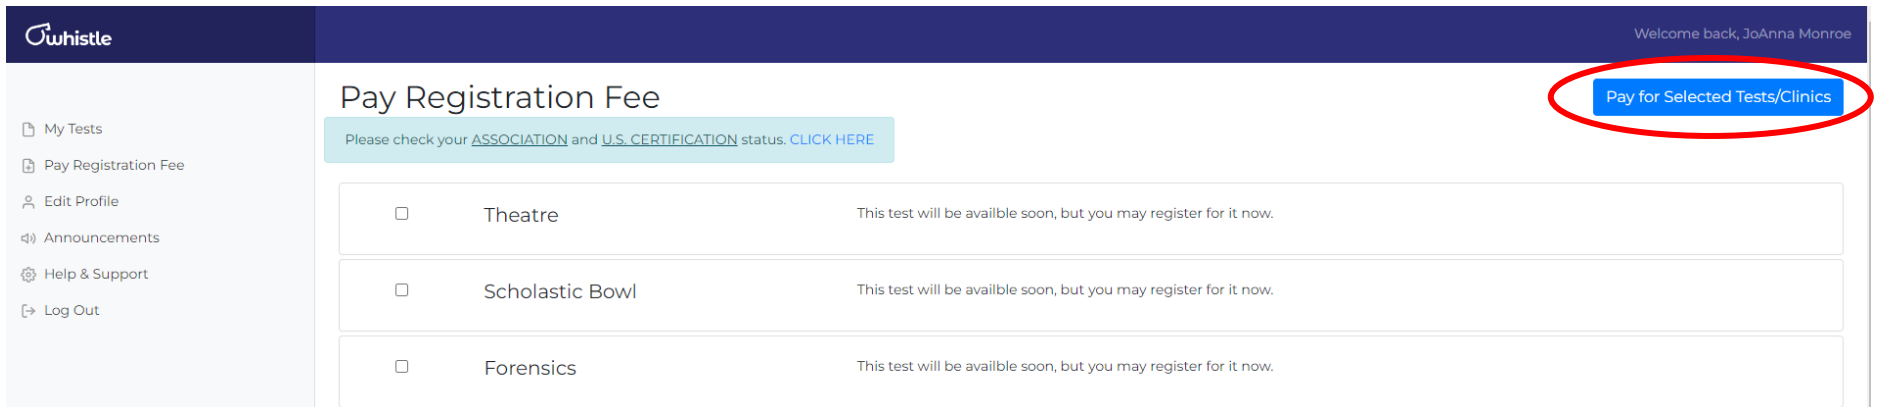 whistle
Welcome back, JoAnna Monroe
My Tests
Pay Registration Fee
Edit Profile
Announcements
Help & Support
Log Out
Pay Registration Fee
Pay for Selected Tests/Clinics
Please check your ASSOCIATION and U.S. CERTIFICATION status. CLICK HERE
Theatre
This test will be availble soon, but you may register for it now.
Scholastic Bowl
This test will be availble soon, but you may register for it now.
Forensics
This test will be availble soon, but you may register for it now.